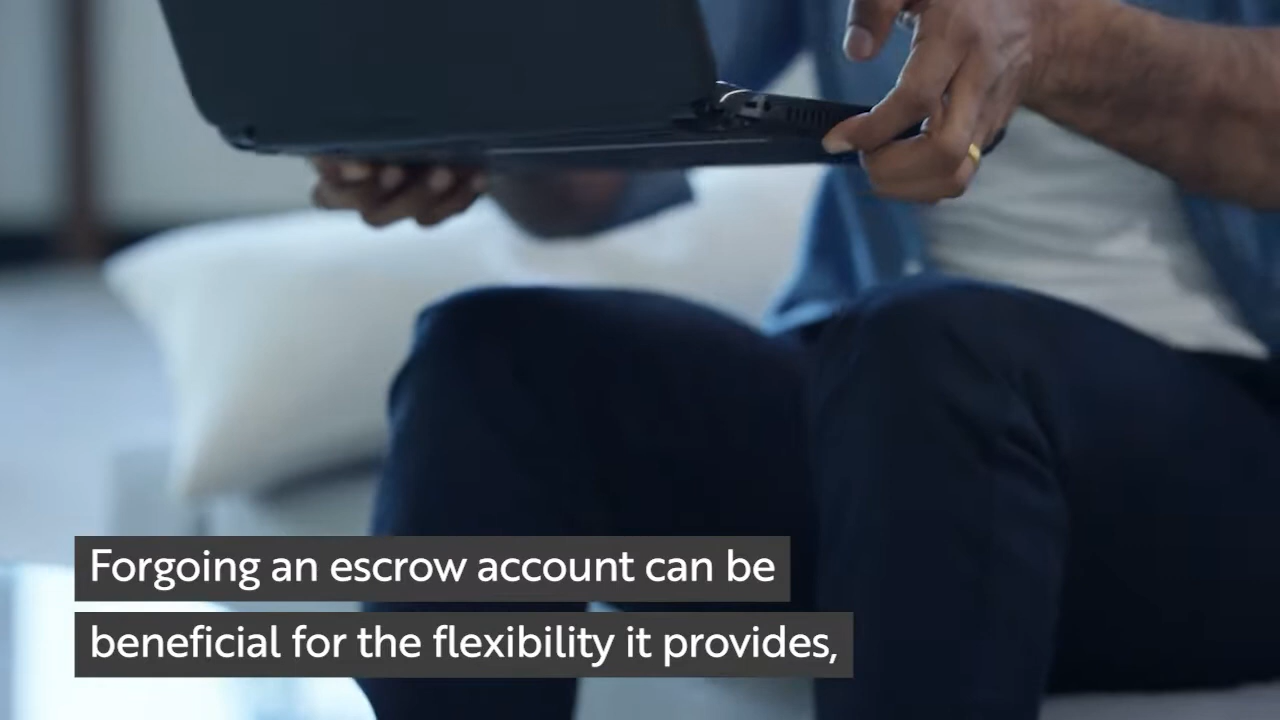 Forgoing an escrow account can be
beneficial for the flexibility it provides,